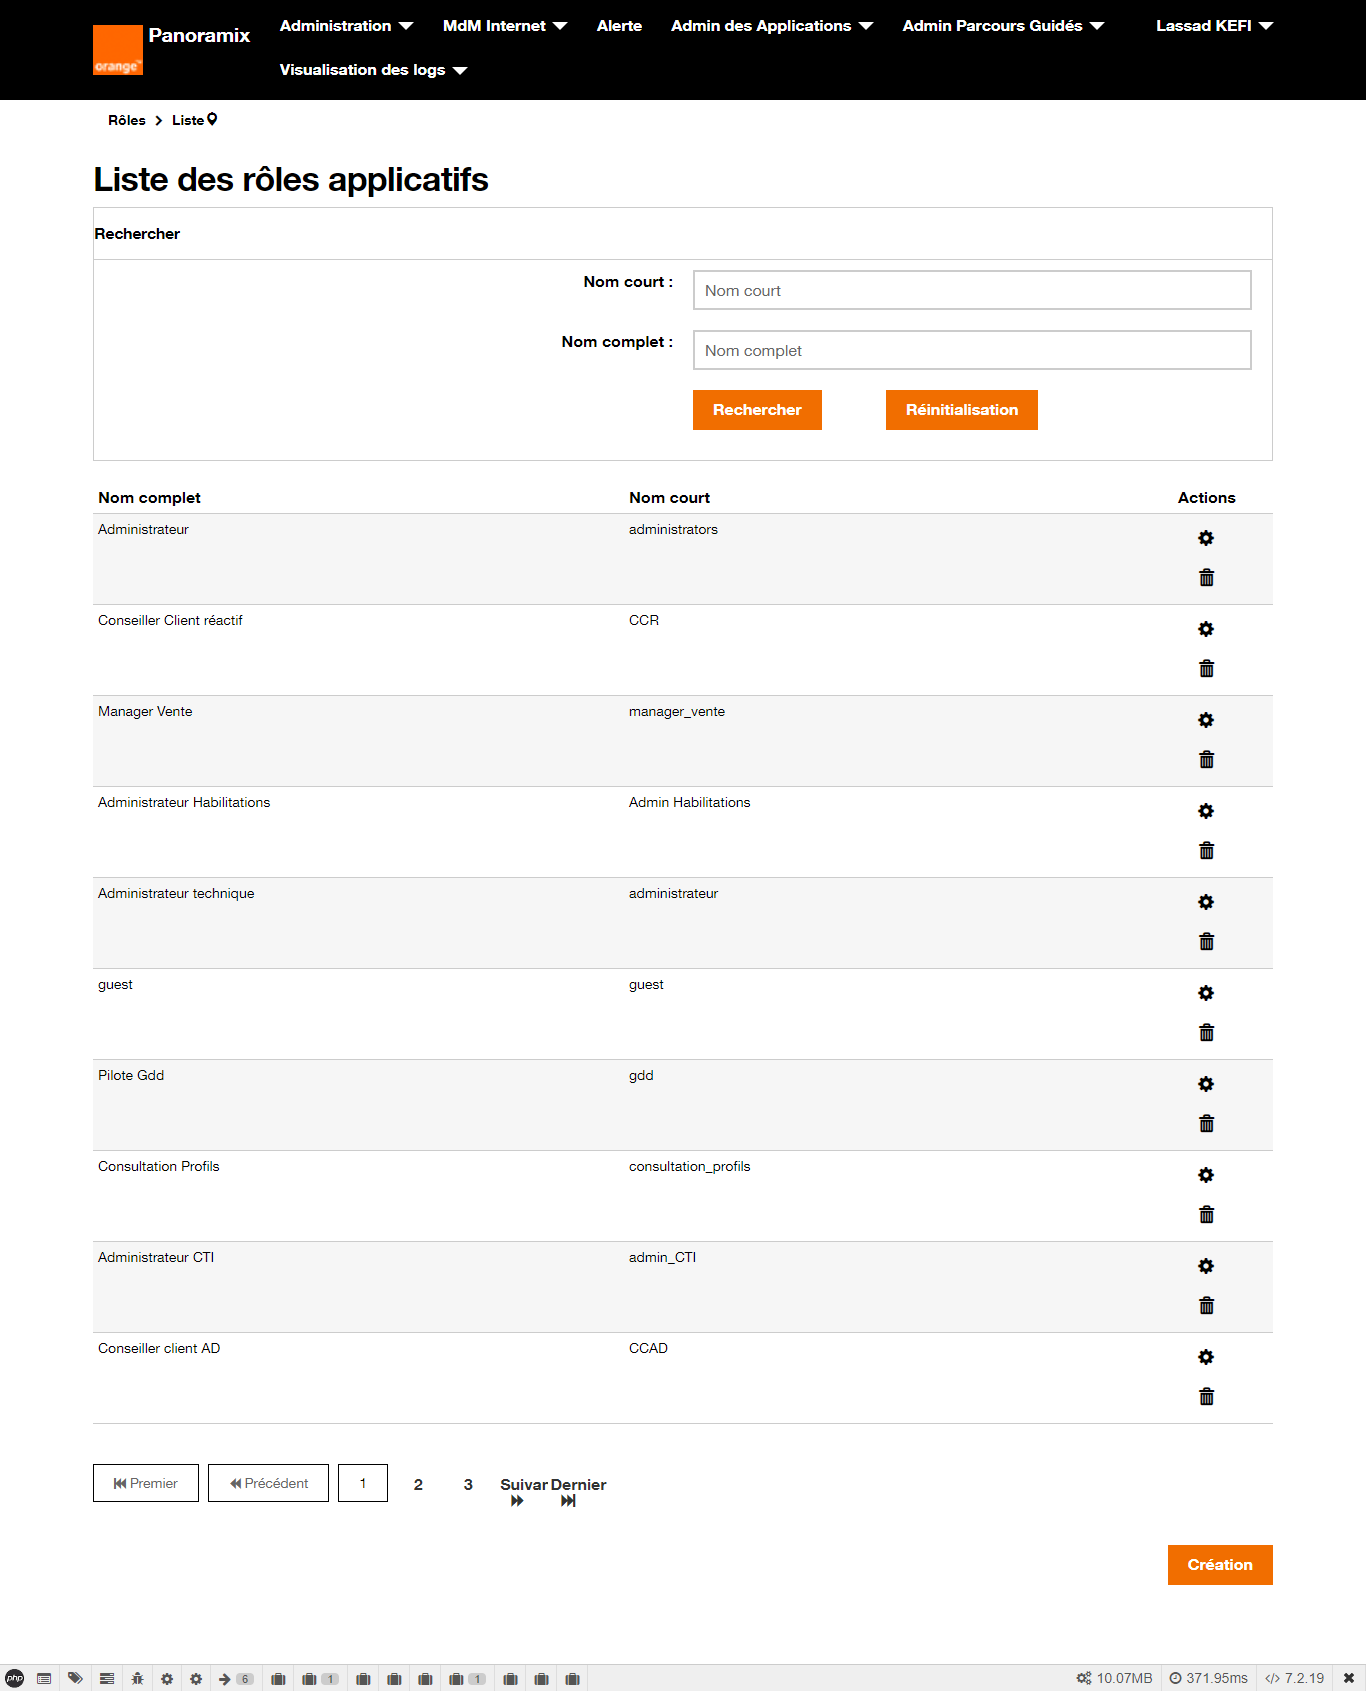 Panoramix
Administration
MdM Internet
Alerte
Admin des Applications
Admin Parcours Guidés
Lassad KEFI
orange™
Visualisation des logs
Rôles
Liste
Liste des rôles applicatifs
Rechercher
Nom court :
Nom court
Nom complet :
Nom complet
Rechercher
Réinitialisation
Nom complet
Nom court
Actions
Administrateur
administrators
Conseiller Client réactif
CCR
Manager Vente
manager_vente
Administrateur Habilitations
Admin Habilitations
Administrateur technique
administrateur
guest
guest
Pilote Gdd
gdd
Consultation Profils
consultation_profils
Administrateur CTI
admin_CTI
Conseiller client AD
CCAD
Premier
Précédent
1
2
3
Suivar
Dernier
Création
php
6
1
1
10.07MB
371.95ms
7.2.19